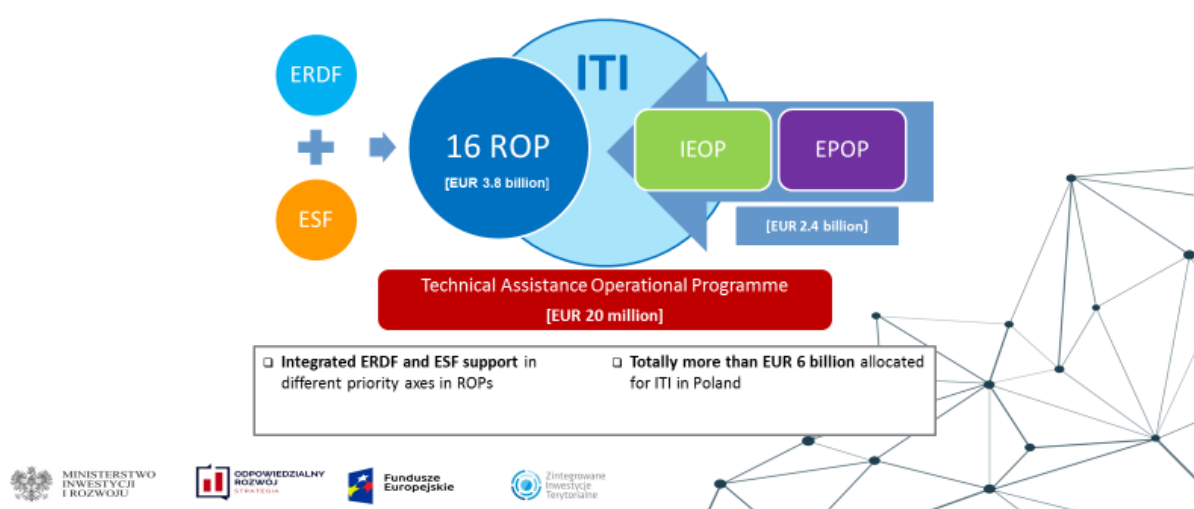 ERDF
ESF
ITI
16 ROP
[EUR 3.8 billion]
IEOP
EPOP
[EUR 2.4 billion]
Technical Assistance Operational Programme
[EUR 20 million]
Integrated ERDF and ESF support in
different priority axes in ROPs
Totally more than EUR 6 billion allocated
for ITI in Poland
MINISTERSTWO
INWESTYCJI
I ROZWOJU
ODPOWIEDZIALNY
ROZWÓJ
STRATEGIA
Fundusze
Europejskie
Zintegrowane
Inwestycje
Terytorialne